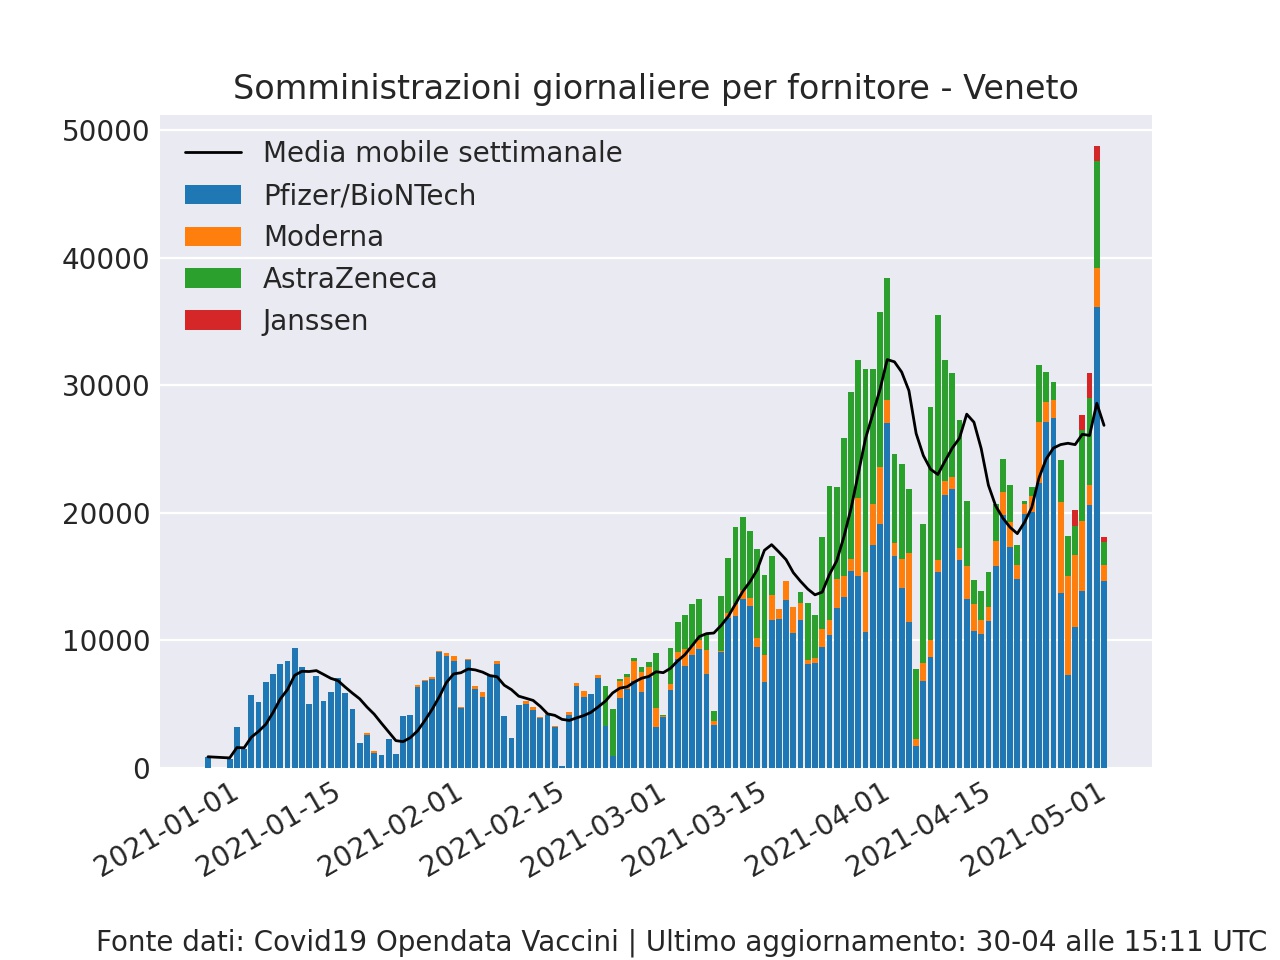 Somministrazioni giornaliere per fornitore - Veneto
50000
40000
30000
20000
10000
0
Media mobile settimanale
Pfizer/BioNTech
Moderna
AstraZeneca
Janssen
2021-01-01
2021-01-15
2021-02-01
2021-02-15
2021-03-01
2021-03-15
2021-04-01
2021-04-15
2021-05-01
Fonte dati: Covid19 Opendata Vaccini | Ultimo aggiornamento: 30-04 alle 15:11 UTC